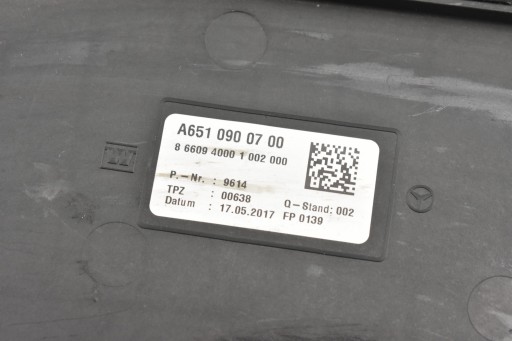 A651 090 07 00
8 6609 4000 1 002 000
P.-Nr. : 9614
TPZ : 00638 Q-Stand: 002
Datum : 17.05.2017 FP 0139